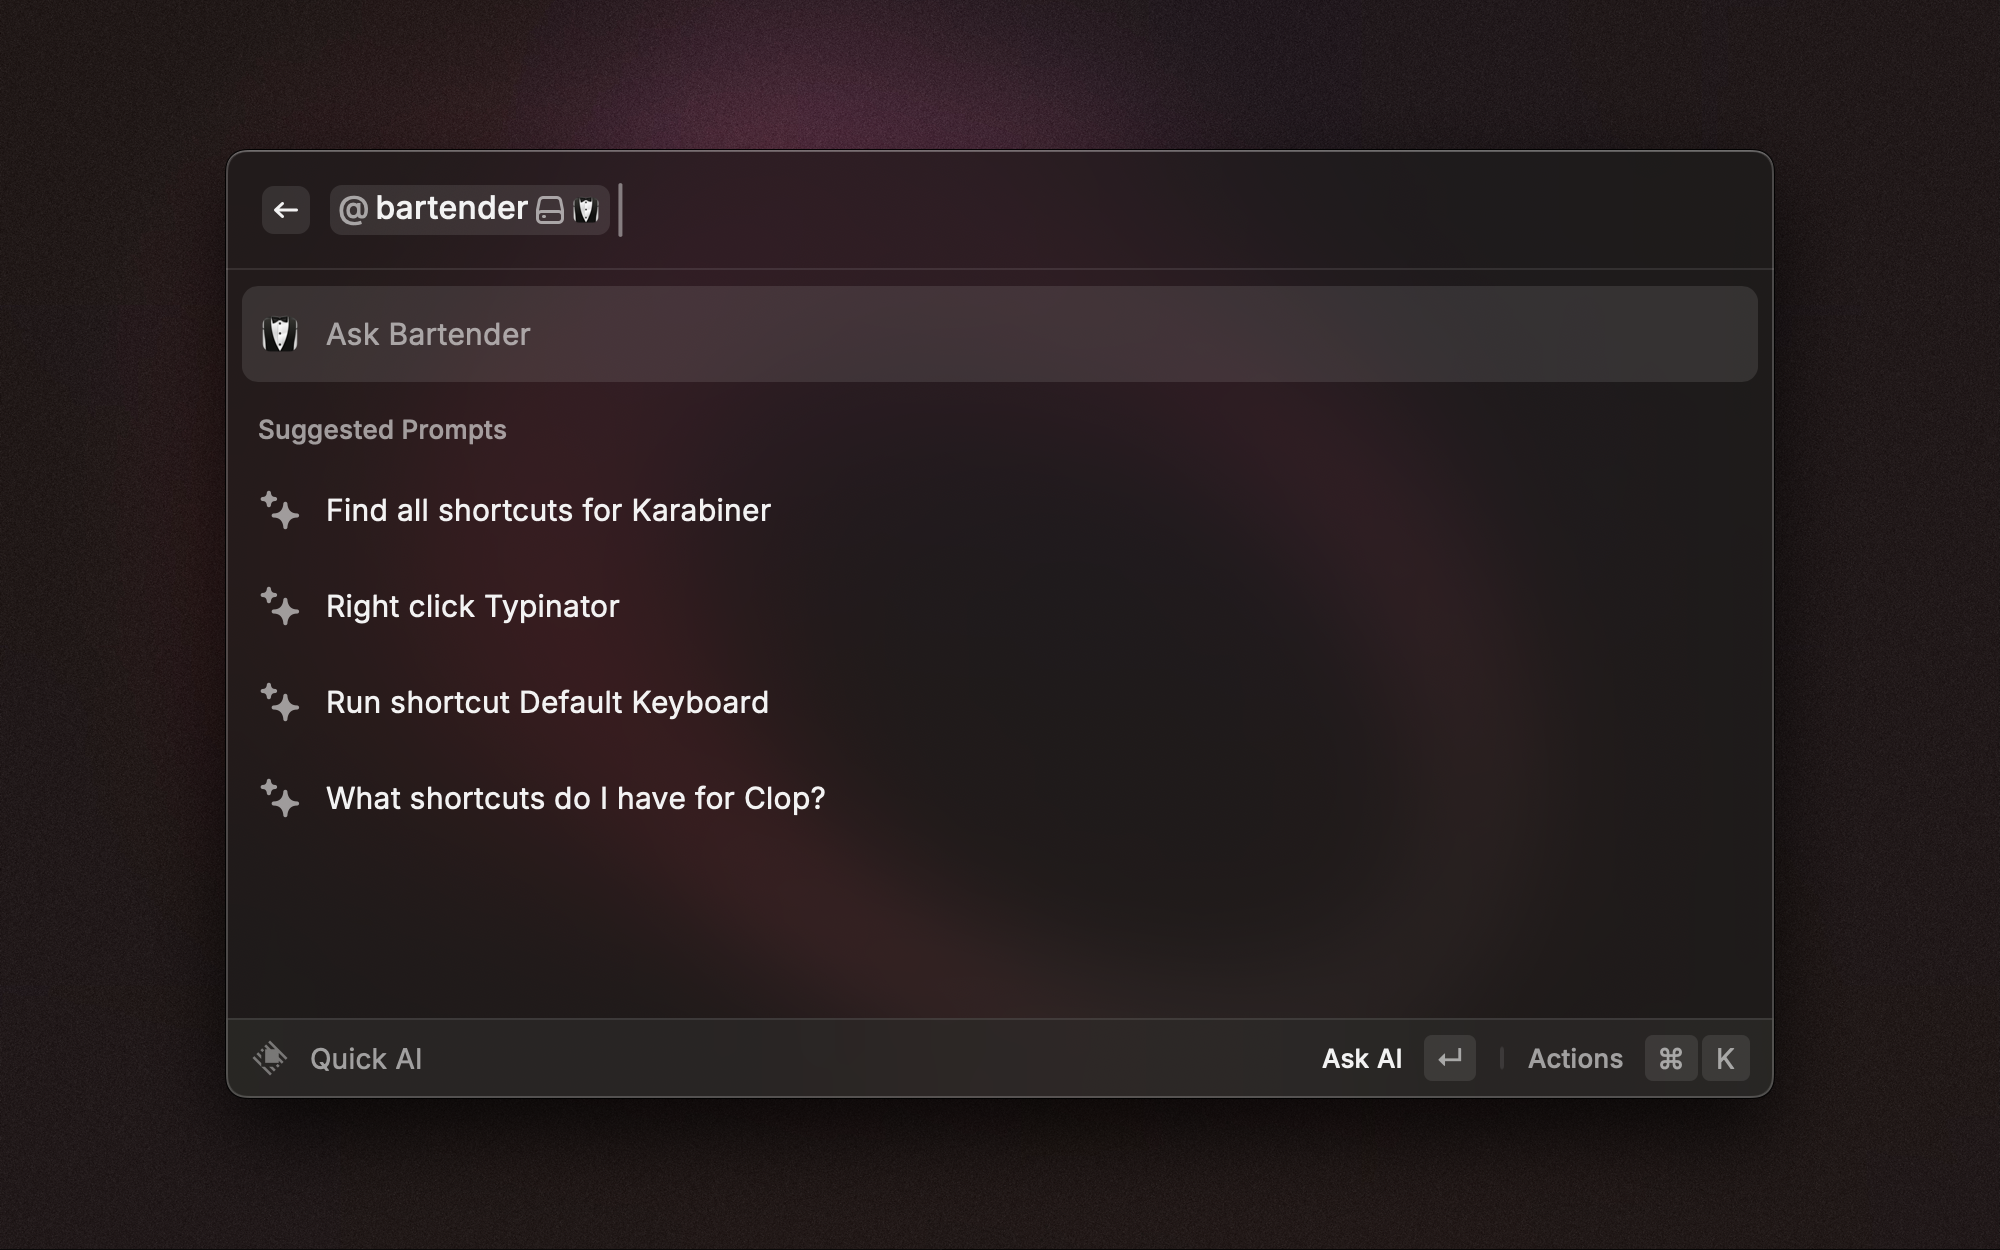 @bartender
Ask Bartender
Suggested Prompts
Find all shortcuts for Karabiner
Right click Typinator
Run shortcut Default Keyboard
What shortcuts do I have for Clop?
Quick AI
Ask AI ↵ | Actions ⌘ K